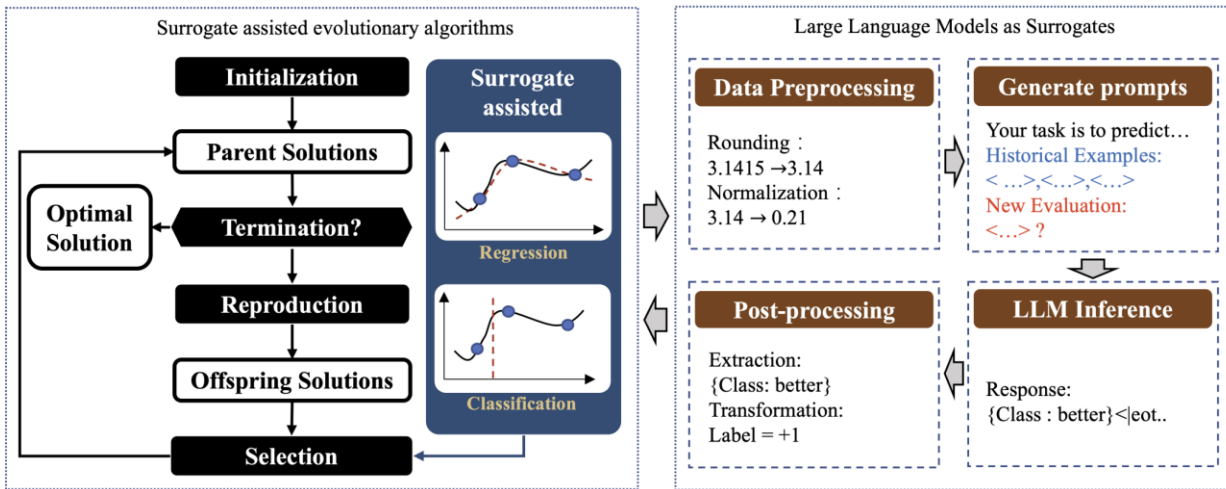 Surrogate assisted evolutionary algorithms
Initialization
Parent Solutions
Optimal
Solution
Termination?
Reproduction
Offspring Solutions
Selection
Surrogate
assisted
Regression
Classification
Large Language Models as Surrogates
Data Preprocessing
Rounding：
3.1415 →3.14
Normalization：
3.14 → 0.21
Generate prompts
Your task is to predict…
Historical Examples:
< …>,<…>,<…>
New Evaluation:
<…> ?
Post-processing
Extraction:
{Class: better}
Transformation:
Label = +1
LLM Inference
Response:
{Class : better}<|eot..